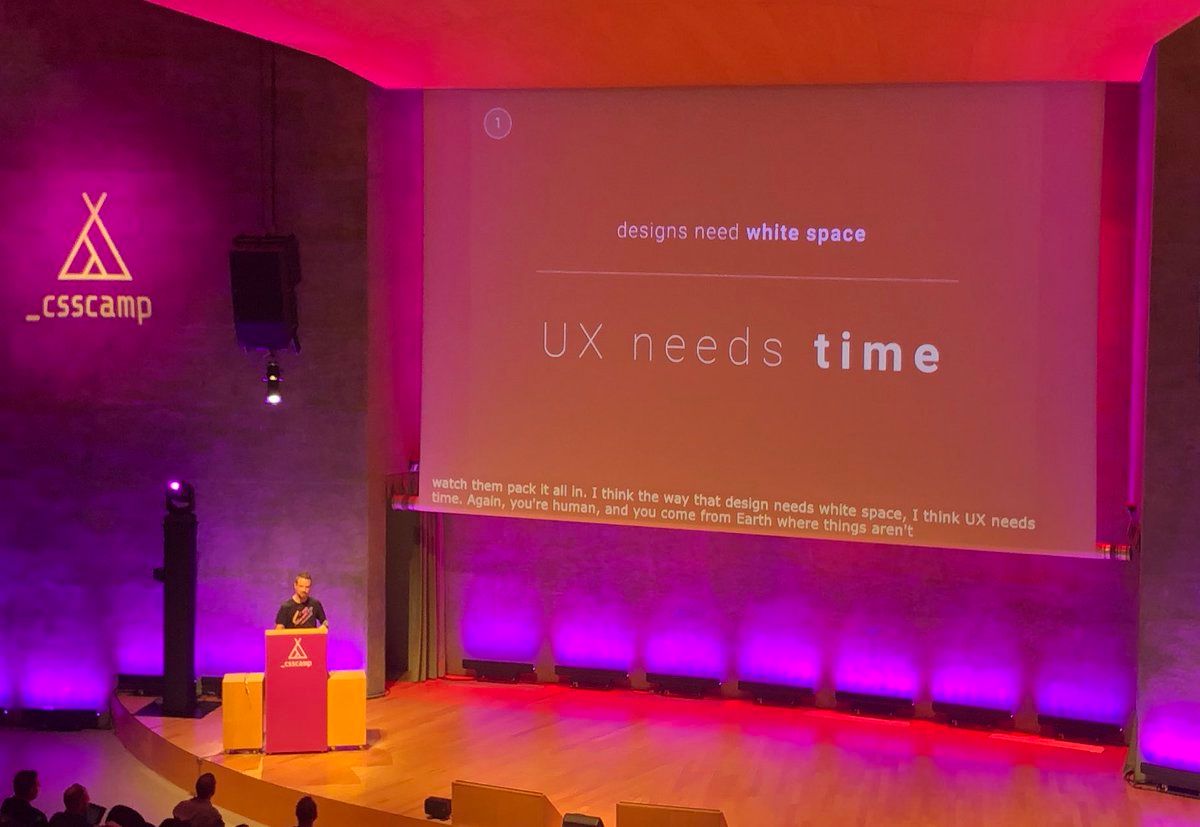 1
designs need white space
UX needs time
watch them pack it all in. I think the way that design needs white space, I think UX needs
time. Again, you're human, and you come from Earth where things aren't
_csscamp
_csscamp